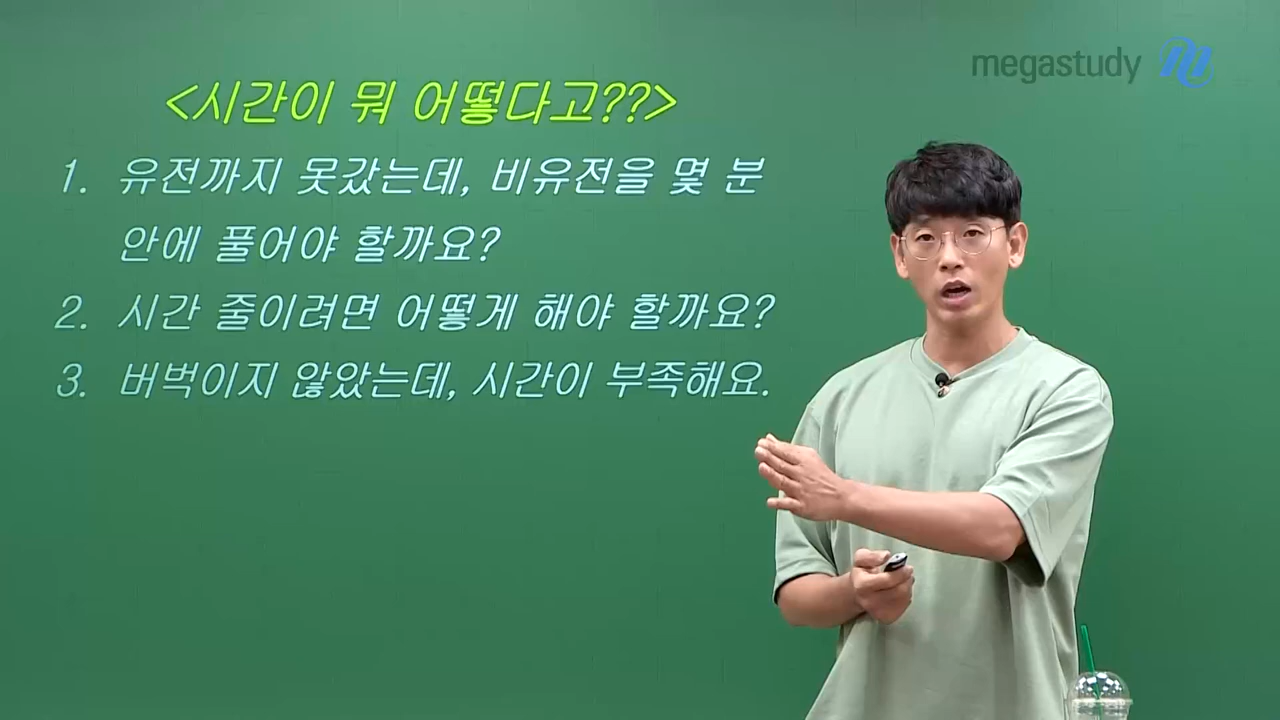 megastudy
<시간이 뭐 어떻다고??>
1. 유전까지 못갔는데, 비유전을 몇 분
안에 풀어야 할까요?
2. 시간 줄이려면 어떻게 해야 할까요?
3. 버벅이지 않았는데, 시간이 부족해요.